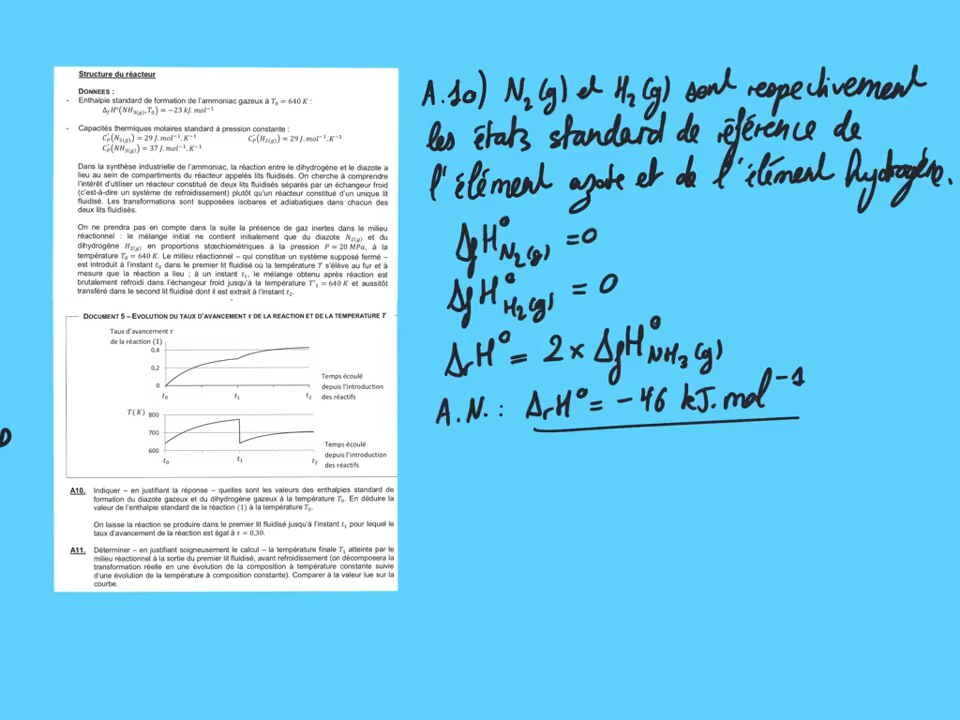 Structure du réacteur
DONNEES :
- Enthalpie standard de formation de l'ammoniac gazeux à T₀ = 640 K :
Δ_fH°(NH₃₍g₎, T₀) = −23 kJ.mol⁻¹
- Capacités thermiques molaires standard à pression constante :
C_P°(N₂₍g₎) = 29 J.mol⁻¹.K⁻¹ C_P°(H₂₍g₎) = 29 J.mol⁻¹.K⁻¹
C_P°(NH₃₍g₎) = 37 J.mol⁻¹.K⁻¹
Dans la synthèse industrielle de l'ammoniac, la réaction entre le dihydrogène et le diazote a
lieu au sein de compartiments du réacteur appelés lits fluidisés. On cherche à comprendre
l'intérêt d'utiliser un réacteur constitué de deux lits fluidisés séparés par un échangeur froid
(c'est-à-dire un système de refroidissement) plutôt qu'un réacteur constitué d'un unique lit
fluidisé. Les transformations sont supposées isobares et adiabatiques dans chacun des
deux lits fluidisés.
On ne prendra pas en compte dans la suite la présence de gaz inertes dans le milieu
réactionnel : le mélange initial ne contient initialement que du diazote N₂₍g₎ et du
dihydrogène H₂₍g₎ en proportions stœchiométriques à la pression P = 20 MPa, à la
température T₀ = 640 K. Le milieu réactionnel – qui constitue un système supposé fermé –
est introduit à l'instant t₀ dans le premier lit fluidisé où la température T s'élève au fur et à
mesure que la réaction a lieu ; à un instant t₁, le mélange obtenu après réaction est
brutalement refroidi dans l'échangeur froid jusqu'à la température T'₁ = 640 K et aussitôt
transféré dans le second lit fluidisé dont il est extrait à l'instant t₂.
DOCUMENT 5 – EVOLUTION DU TAUX D'AVANCEMENT τ DE LA REACTION ET DE LA TEMPERATURE T
Taux d'avancement τ
de la réaction (1)
0,4
0,2
0
t₀ t₁ t₂
Temps écoulé
depuis l'introduction
des réactifs
T(K) 800
700
600
t₀ t₁ t₂
Temps écoulé
depuis l'introduction
des réactifs
A10. Indiquer – en justifiant la réponse – quelles sont les valeurs des enthalpies standard de
formation du diazote gazeux et du dihydrogène gazeux à la température T₀. En déduire la
valeur de l'enthalpie standard de la réaction (1) à la température T₀.
On laisse la réaction se produire dans le premier lit fluidisé jusqu'à l'instant t₁ pour lequel le
taux d'avancement de la réaction est égal à τ = 0,30.
A11. Déterminer – en justifiant soigneusement le calcul – la température finale T₁ atteinte par le
milieu réactionnel à la sortie du premier lit fluidisé, avant refroidissement (on décomposera la
transformation réelle en une évolution de la composition à température constante suivie
d'une évolution de la température à composition constante). Comparer à la valeur lue sur la
courbe.
A.10) N₂(g) et H₂(g) sont respectivement
les états standard de référence de
l'élément azote et de l'élément hydrogène.
Δ_fH°_N₂(g) = 0
Δ_fH°_H₂(g) = 0
Δ_rH° = 2 × Δ_fH°_NH₃(g)
A.N. : Δ_rH° = −46 kJ.mol⁻¹